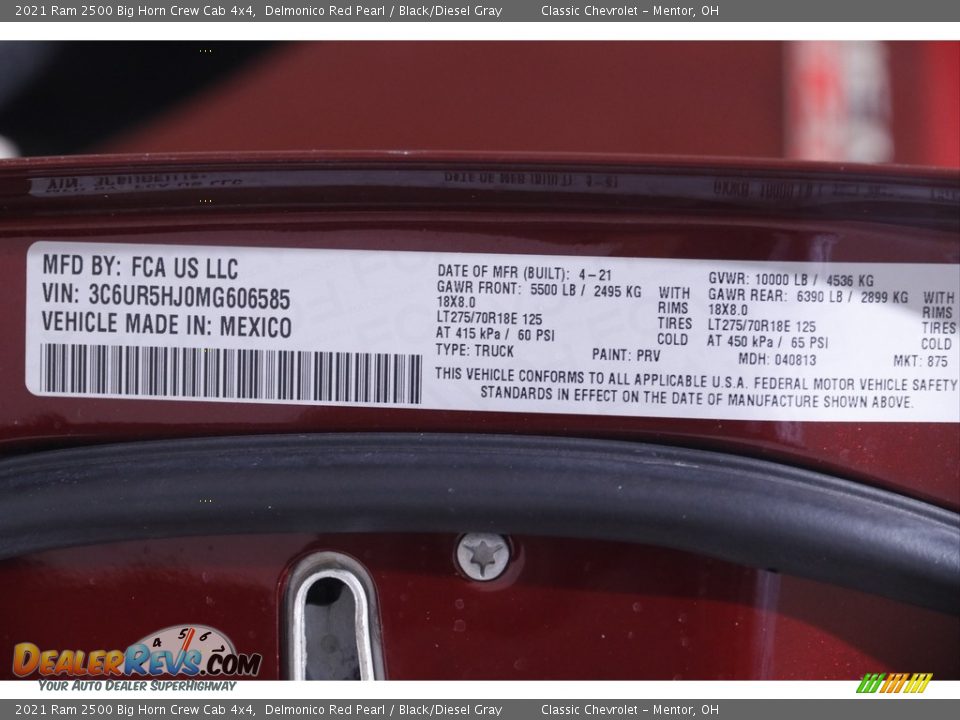 2021 Ram 2500 Big Horn Crew Cab 4x4, Delmonico Red Pearl / Black/Diesel Gray Classic Chevrolet - Mentor, OH
MFD BY: FCA US LLC
VIN: 3C6UR5HJ0MG606585
VEHICLE MADE IN: MEXICO
DATE OF MFR (BUILT): 4-21
GAWR FRONT: 5500 LB / 2495 KG WITH
18X8.0 RIMS
LT275/70R18E 125 TIRES
AT 415 kPa / 60 PSI COLD
TYPE: TRUCK PAINT: PRV
GVWR: 10000 LB / 4536 KG
GAWR REAR: 6390 LB / 2899 KG WITH
18X8.0 RIMS
LT275/70R18E 125 TIRES
AT 450 kPa / 65 PSI COLD
MDH: 040813 MKT: 875
THIS VEHICLE CONFORMS TO ALL APPLICABLE U.S.A. FEDERAL MOTOR VEHICLE SAFETY
STANDARDS IN EFFECT ON THE DATE OF MANUFACTURE SHOWN ABOVE.
4 5 6
DEALERREVS.COM
YOUR AUTO DEALER SUPERHIGHWAY
2021 Ram 2500 Big Horn Crew Cab 4x4, Delmonico Red Pearl / Black/Diesel Gray Classic Chevrolet - Mentor, OH